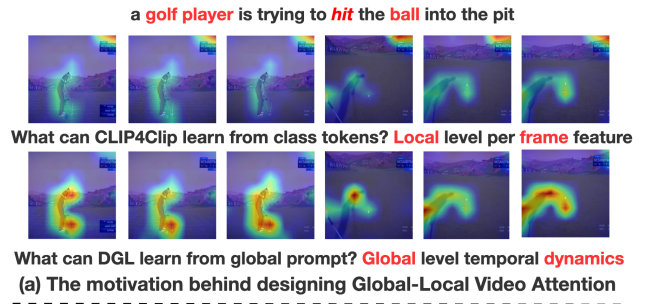 a golf player is trying to hit the ball into the pit
What can CLIP4Clip learn from class tokens? Local level per frame feature
What can DGL learn from global prompt? Global level temporal dynamics
(a) The motivation behind designing Global-Local Video Attention